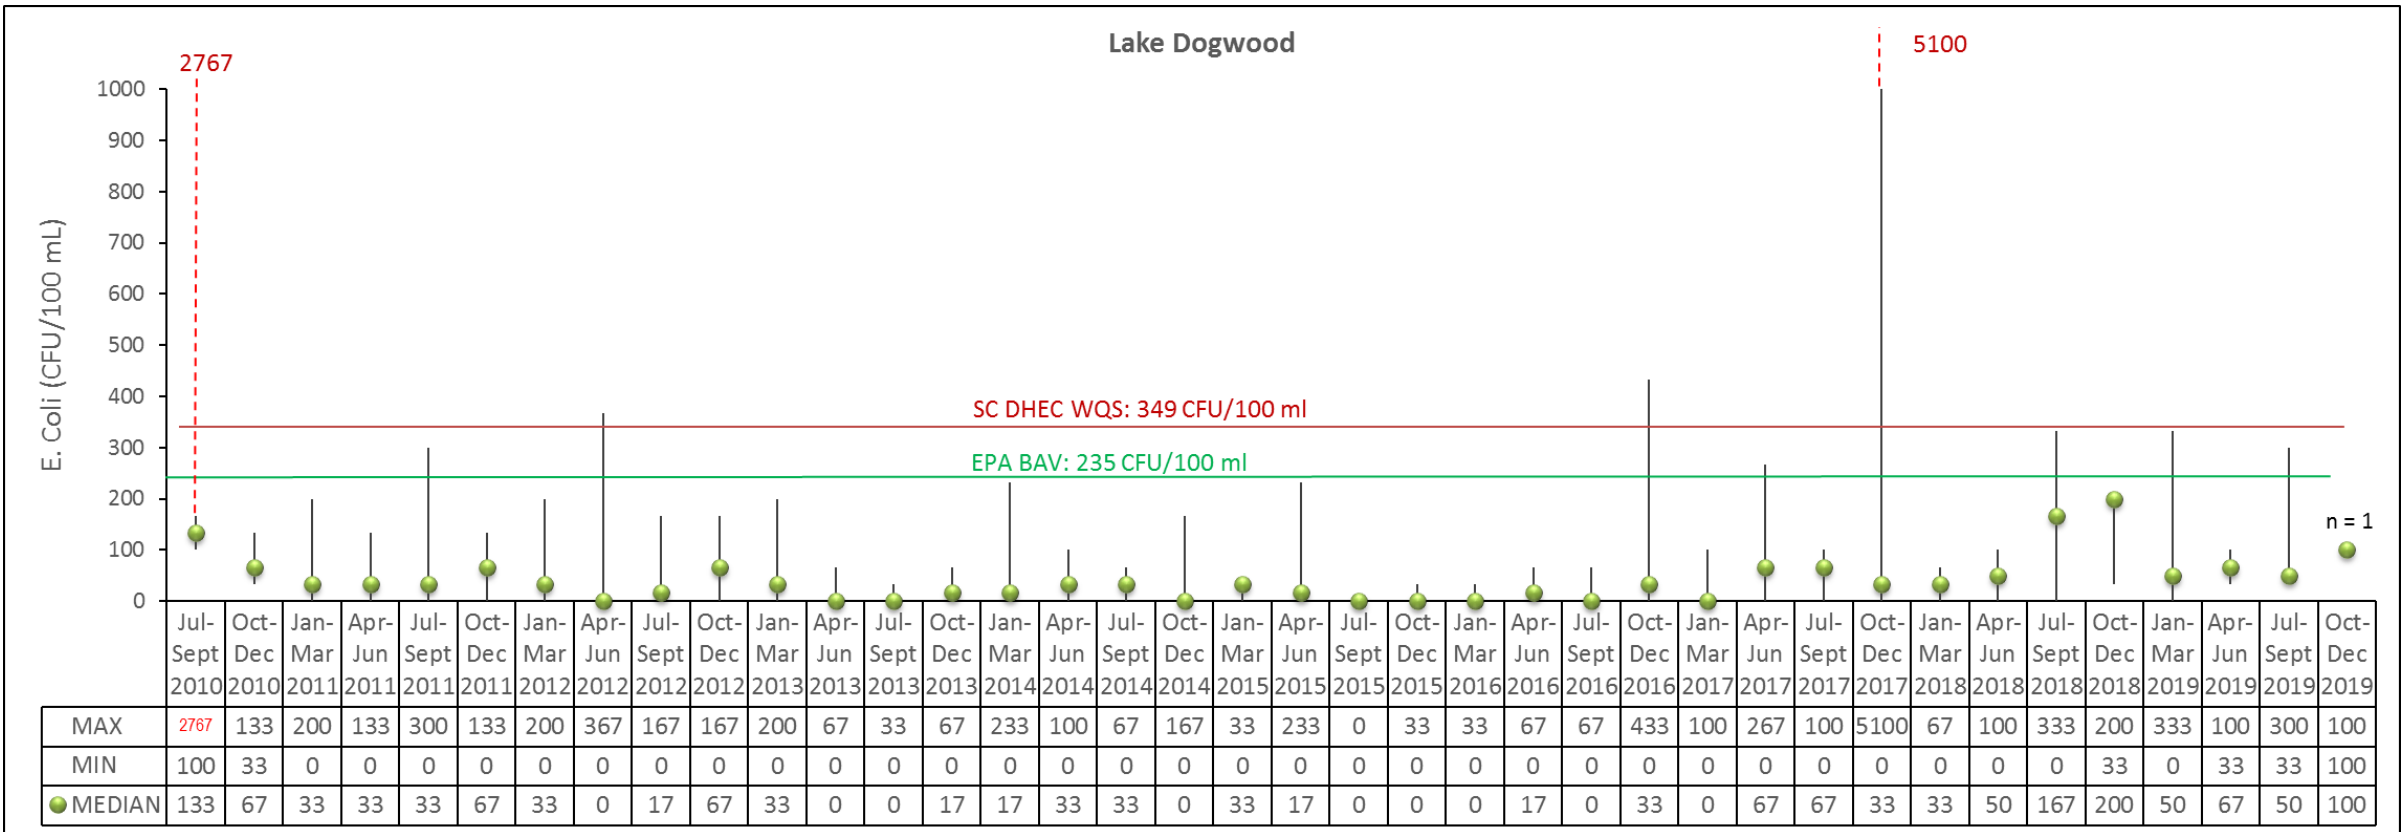 Lake Dogwood
2767
5100
1000
900
800
700
600
500
400
300
200
100
0
E. Coli (CFU/100 mL)
SC DHEC WQS: 349 CFU/100 ml
EPA BAV: 235 CFU/100 ml
n = 1
Jul- Oct- Jan- Apr- Jul- Oct- Jan- Apr- Jul- Oct- Jan- Apr- Jul- Oct- Jan- Apr- Jul- Oct- Jan- Apr- Jul- Oct- Jan- Apr- Jul- Oct- Jan- Apr- Jul- Oct- Jan- Apr- Jul- Oct- Jan- Apr- Jul- Oct-
Sept Dec Mar Jun Sept Dec Mar Jun Sept Dec Mar Jun Sept Dec Mar Jun Sept Dec Mar Jun Sept Dec Mar Jun Sept Dec Mar Jun Sept Dec Mar Jun Sept Dec Mar Jun Sept Dec
2010 2010 2011 2011 2011 2011 2012 2012 2012 2012 2013 2013 2013 2013 2014 2014 2014 2014 2015 2015 2015 2015 2016 2016 2016 2016 2017 2017 2017 2017 2018 2018 2018 2018 2019 2019 2019 2019
MAX 2767 133 200 133 300 133 200 367 167 167 200 67 33 67 233 100 67 167 33 233 0 33 33 67 67 433 100 267 100 5100 67 100 333 200 333 100 300 100
MIN 100 33 0 0 0 0 0 0 0 0 0 0 0 0 0 0 0 0 0 0 0 0 0 0 0 0 0 0 0 0 0 0 0 33 0 33 33 100
MEDIAN 133 67 33 33 33 67 33 0 17 67 33 0 0 17 17 33 33 0 33 17 0 0 0 17 0 33 0 67 67 33 33 50 167 200 50 67 50 100